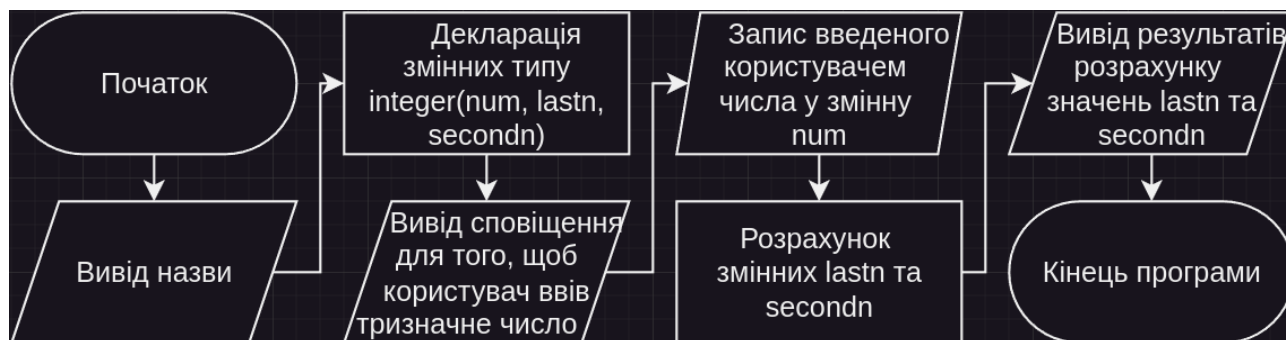 Початок
Вивід назви
Декларація
змінних типу
integer(num, lastn,
secondn)
Вивід сповіщення
для того, щоб
користувач ввів
тризначне число
Запис введеного
користувачем
числа у змінну
num
Розрахунок
змінних lastn та
secondn
Вивід результатів
розрахунку
значень lastn та
secondn
Кінець програми